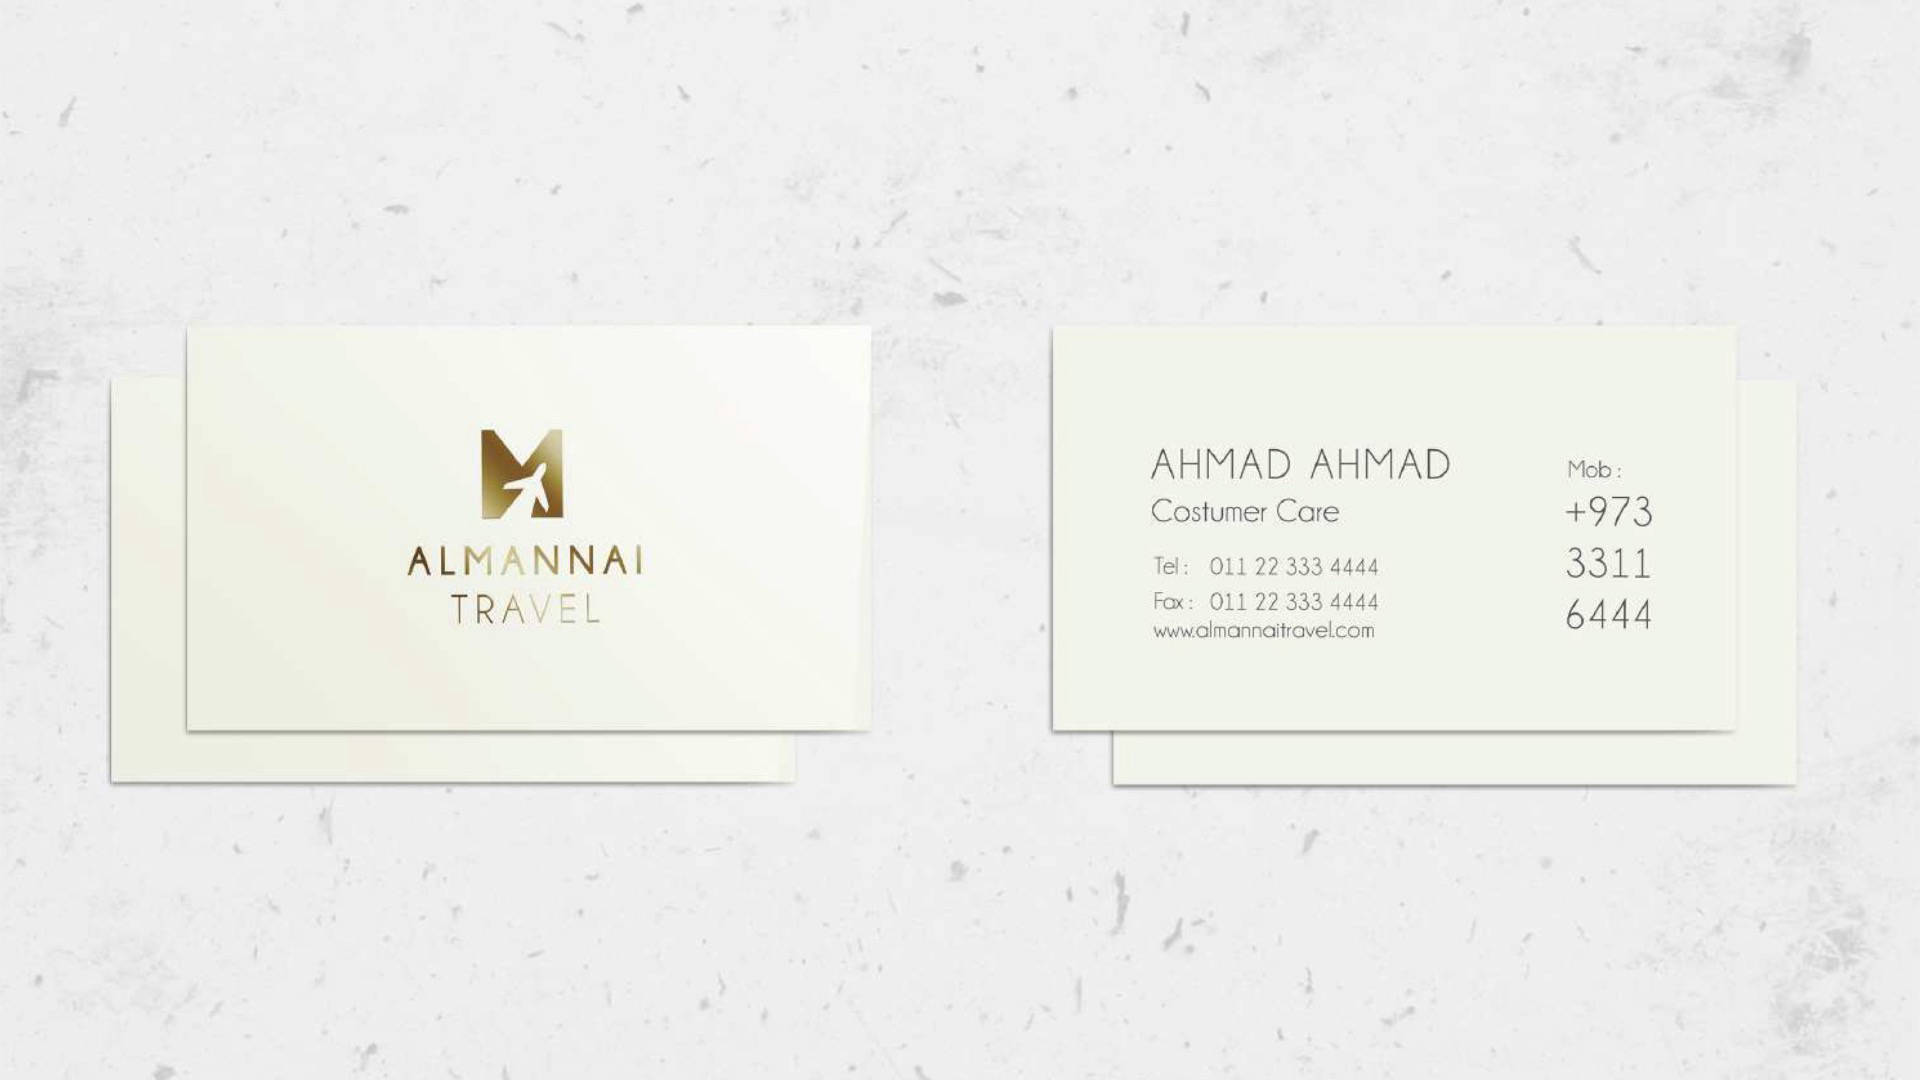 M
ALMANNAI
TRAVEL
AHMAD AHMAD
Costumer Care
Tel : 011 22 333 4444
Fax : 011 22 333 4444
www.almannaitravel.com
Mob :
+973
3311
6444